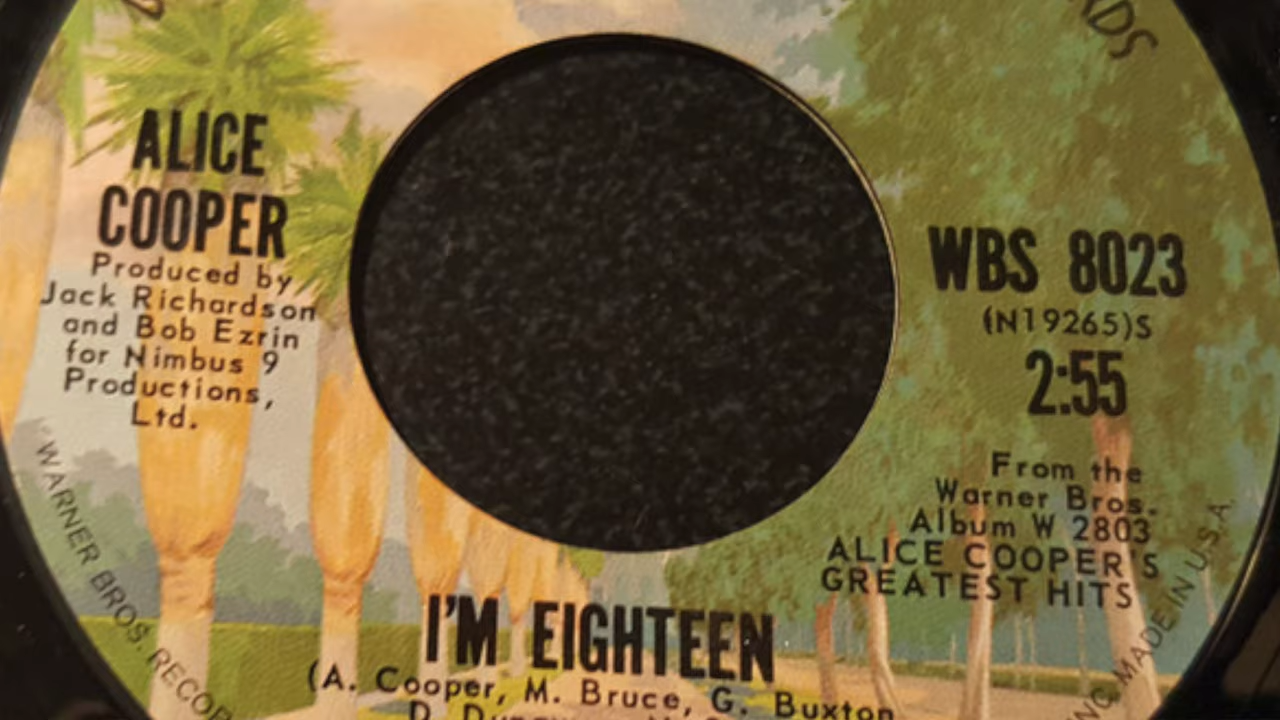 ALICE
COOPER
Produced by
Jack Richardson
and Bob Ezrin
for Nimbus 9
Productions,
Ltd.
WBS 8023
(N19265)S
2:55
From the
Warner Bros.
Album W 2803
ALICE COOPER'S
GREATEST HITS
I'M EIGHTEEN
(A. Cooper, M. Bruce, G. Buxton
WARNER BROS.
MADE IN U.S.A.